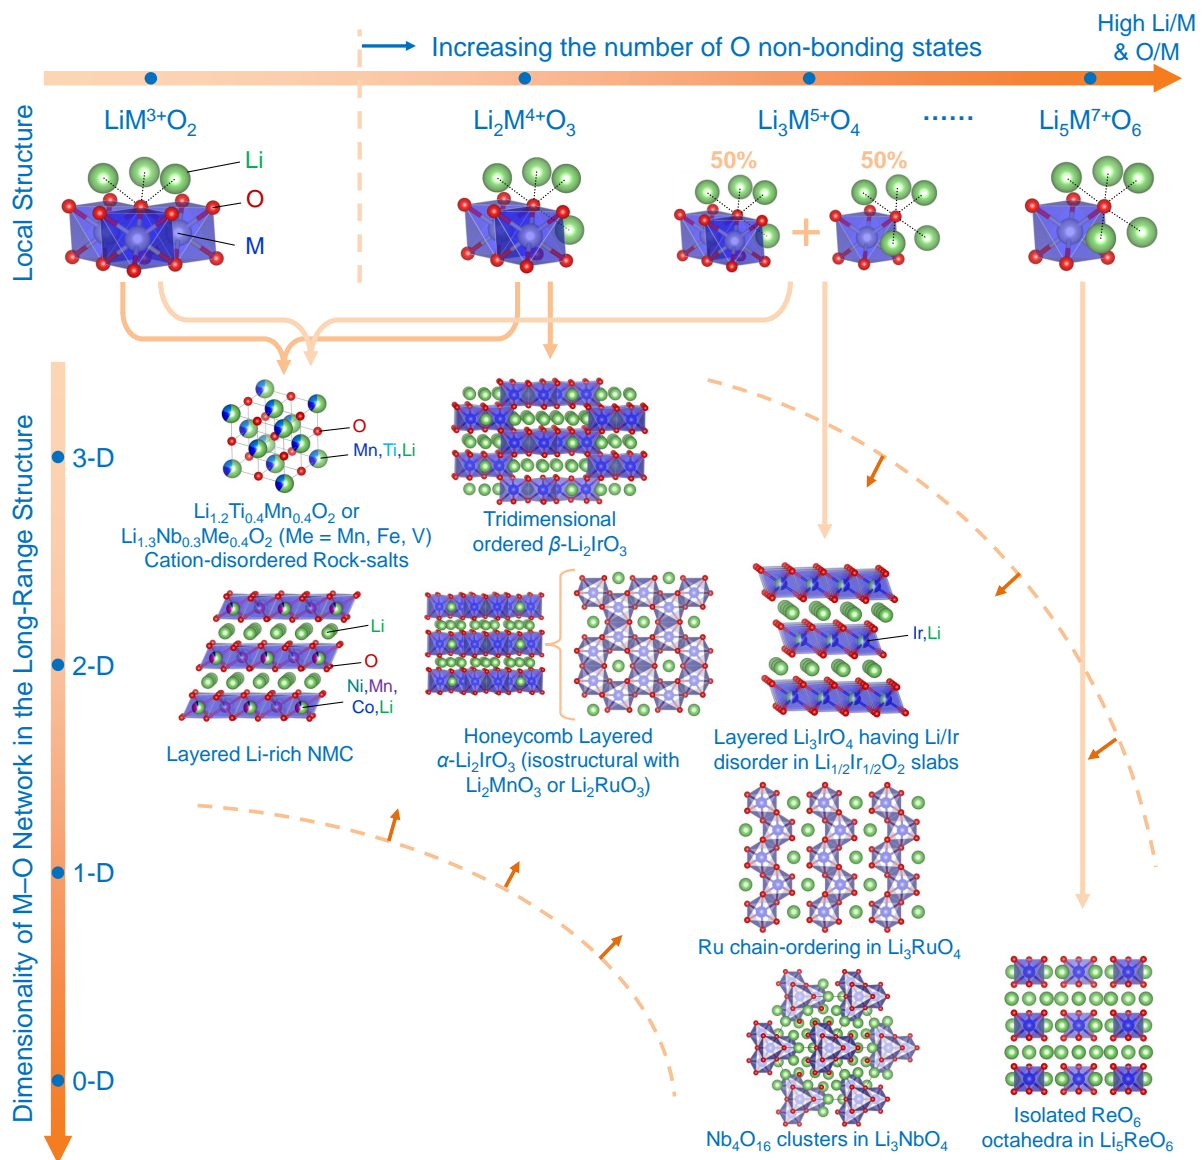 High Li/M
& O/M
Increasing the number of O non-bonding states
LiM³⁺O₂
Li₂M⁴⁺O₃
Li₃M⁵⁺O₄
······
Li₅M⁷⁺O₆
Local Structure
Li
O
M
50%
+
50%
Dimensionality of M–O Network in the Long-Range Structure
3-D
2-D
1-D
0-D
O
Mn,Ti,Li
Li₁.₂Ti₀.₄Mn₀.₄O₂ or
Li₁.₃Nb₀.₃Me₀.₄O₂ (Me = Mn, Fe, V)
Cation-disordered Rock-salts
Tridimensional
ordered β-Li₂IrO₃
Li
O
Ni,Mn,
Co,Li
Layered Li-rich NMC
Honeycomb Layered
α-Li₂IrO₃ (isostructural with
Li₂MnO₃ or Li₂RuO₃)
Ir,Li
Layered Li₃IrO₄ having Li/Ir
disorder in Li₁/₂Ir₁/₂O₂ slabs
Ru chain-ordering in Li₃RuO₄
Nb₄O₁₆ clusters in Li₃NbO₄
Isolated ReO₆
octahedra in Li₅ReO₆